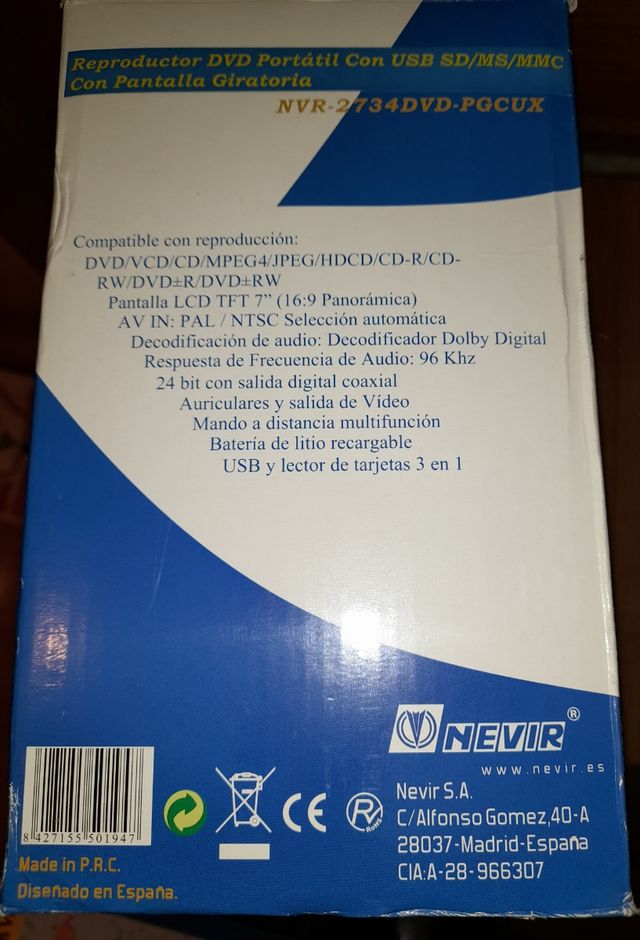 Reproductor DVD Portátil Con USB SD/MS/MMC
Con Pantalla Giratoria
NVR-2734DVD-PGCUX
Compatible con reproducción:
DVD/VCD/CD/MPEG4/JPEG/HDCD/CD-R/CD-
RW/DVD±R/DVD±RW
Pantalla LCD TFT 7” (16:9 Panorámica)
AV IN: PAL / NTSC Selección automática
Decodificación de audio: Decodificador Dolby Digital
Respuesta de Frecuencia de Audio: 96 Khz
24 bit con salida digital coaxial
Auriculares y salida de Vídeo
Mando a distancia multifunción
Batería de litio recargable
USB y lector de tarjetas 3 en 1
NEVIR®
www.nevir.es
Nevir S.A.
C/Alfonso Gomez,40-A
28037-Madrid-España
CIA:A-28-966307
CE
R
RoHS
8 427155 501947
Made in P.R.C.
Diseñado en España.